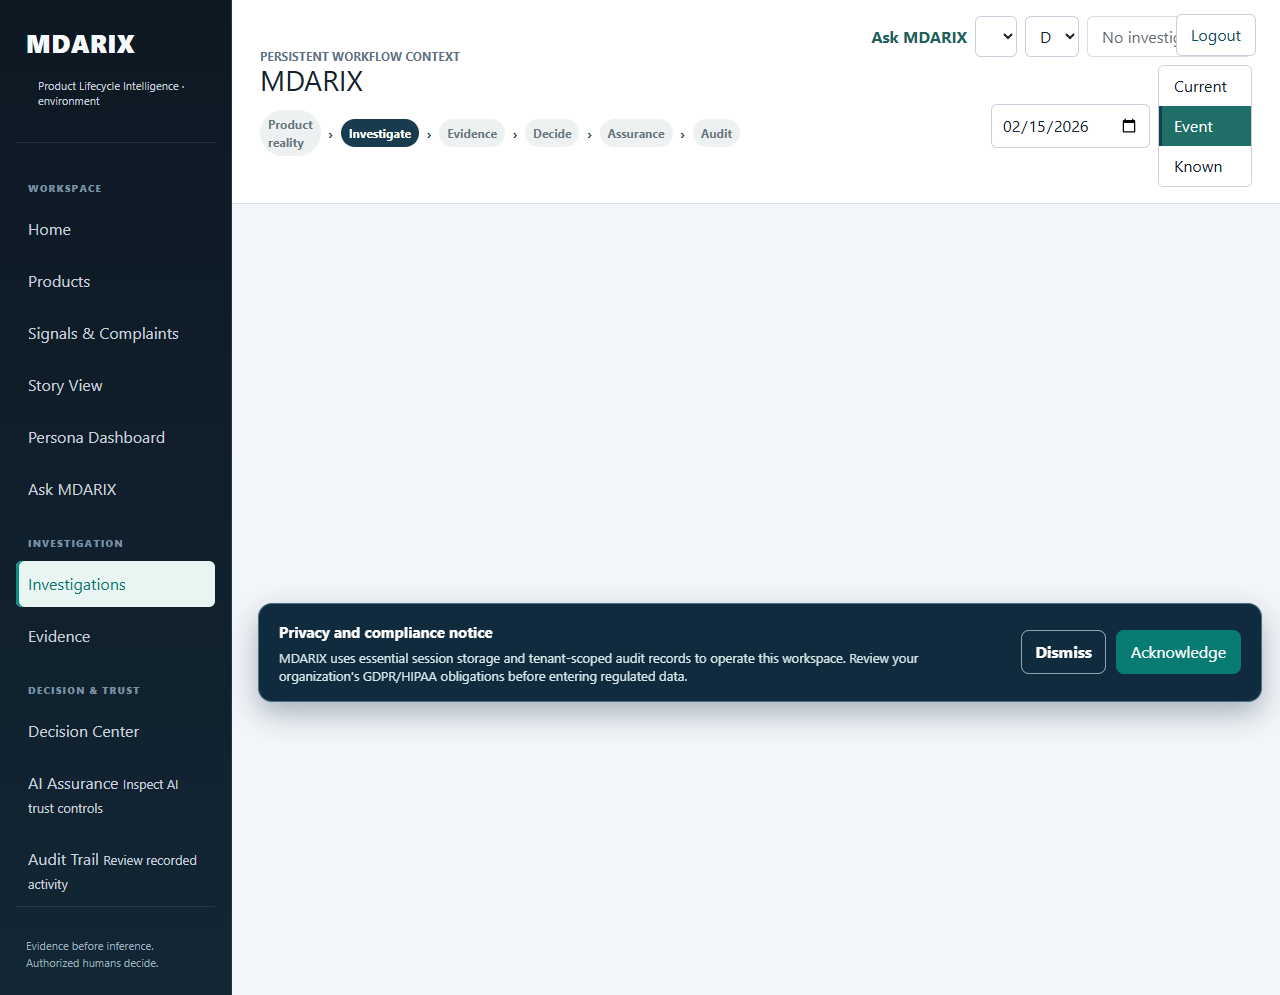 MDARIX
Product Lifecycle Intelligence ·
environment
WORKSPACE
Home
Products
Signals & Complaints
Story View
Persona Dashboard
Ask MDARIX
INVESTIGATION
Investigations
Evidence
DECISION & TRUST
Decision Center
AI Assurance Inspect AI
trust controls
Audit Trail Review recorded
activity
Evidence before inference.
Authorized humans decide.
PERSISTENT WORKFLOW CONTEXT
MDARIX
Product
reality
›
Investigate
›
Evidence
›
Decide
›
Assurance
›
Audit
Ask MDARIX
D
No investig
Logout
02/15/2026
Current
Event
Known
Privacy and compliance notice
MDARIX uses essential session storage and tenant-scoped audit records to operate this workspace. Review your
organization's GDPR/HIPAA obligations before entering regulated data.
Dismiss
Acknowledge